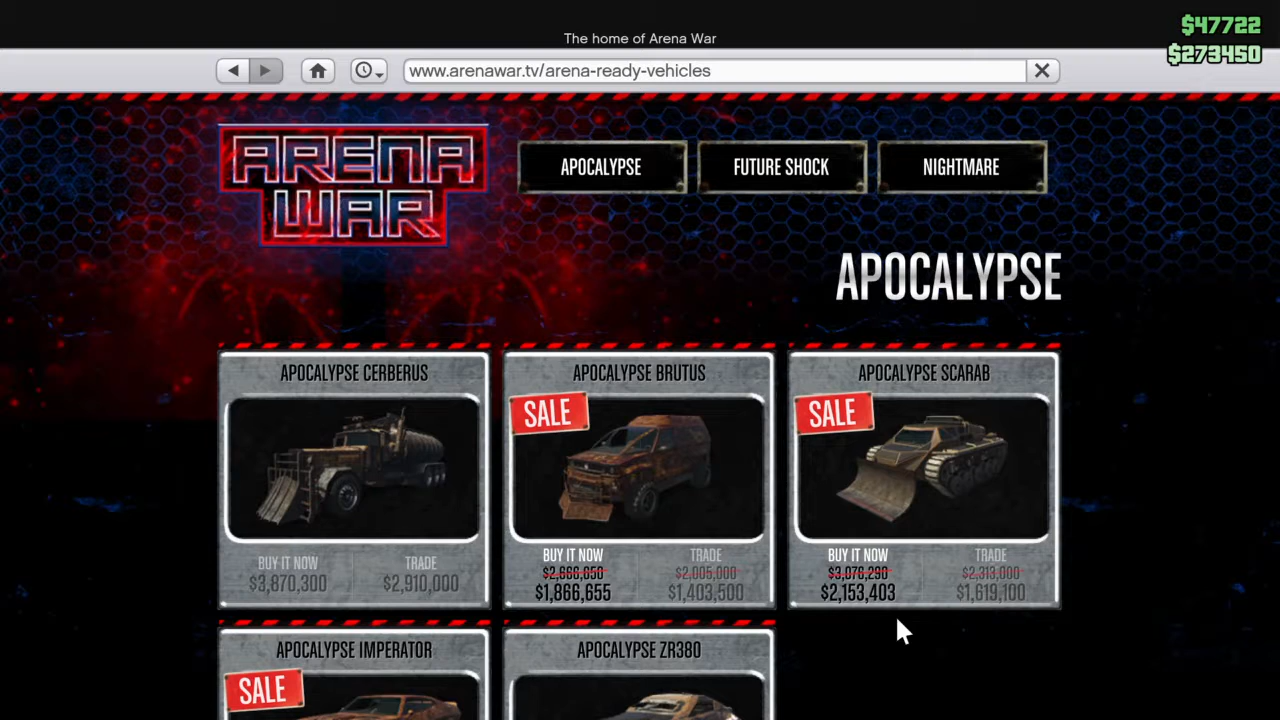 The home of Arena War
$47722
$273450
www.arenawar.tv/arena-ready-vehicles
ARENA
WAR
APOCALYPSE
FUTURE SHOCK
NIGHTMARE
APOCALYPSE
APOCALYPSE CERBERUS
BUY IT NOW
$3,870,300
TRADE
$2,910,000
APOCALYPSE BRUTUS
SALE
BUY IT NOW
$2,666,650
$1,866,655
TRADE
$2,005,000
$1,403,500
APOCALYPSE SCARAB
SALE
BUY IT NOW
$3,076,290
$2,153,403
TRADE
$2,313,000
$1,619,100
APOCALYPSE IMPERATOR
SALE
APOCALYPSE ZR380